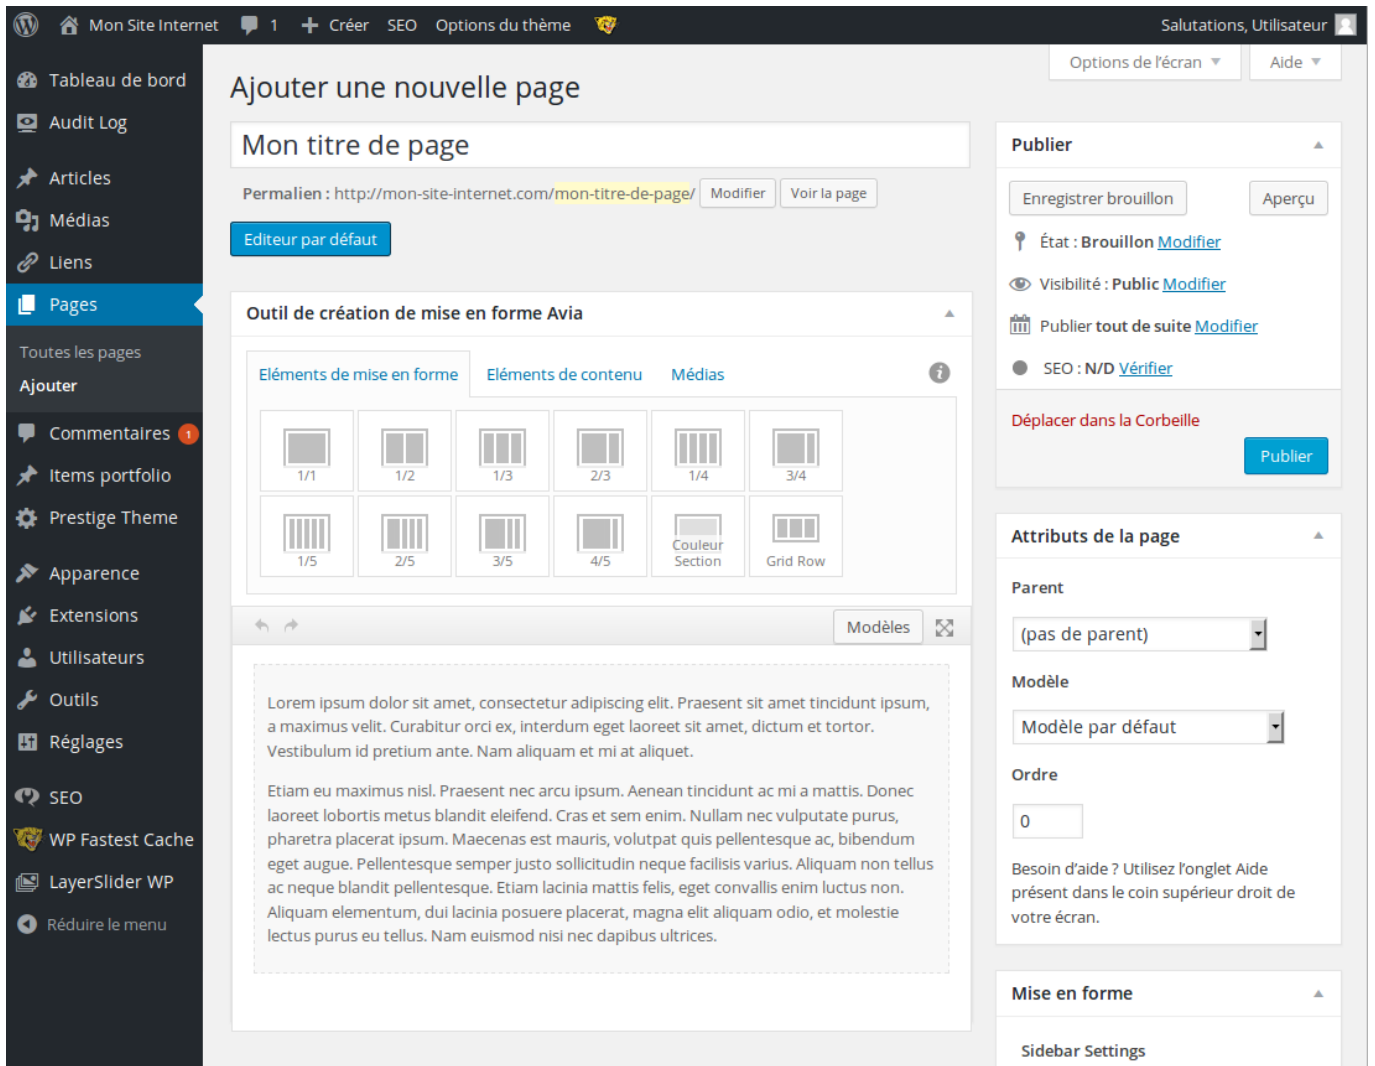 Mon Site Internet 1 Créer SEO Options du thème Salutations, Utilisateur
Options de l'écran Aide
Tableau de bord
Audit Log
Articles
Médias
Liens
Pages
Toutes les pages
Ajouter
Commentaires 1
Items portfolio
Prestige Theme
Apparence
Extensions
Utilisateurs
Outils
Réglages
SEO
WP Fastest Cache
LayerSlider WP
Réduire le menu
Ajouter une nouvelle page
Mon titre de page
Permalien : http://mon-site-internet.com/mon-titre-de-page/ Modifier Voir la page
Editeur par défaut
Outil de création de mise en forme Avia
Eléments de mise en forme Eléments de contenu Médias
1/1 1/2 1/3 2/3 1/4 3/4
1/5 2/5 3/5 4/5 Couleur Section Grid Row
Modèles
Lorem ipsum dolor sit amet, consectetur adipiscing elit. Praesent sit amet tincidunt ipsum,
a maximus velit. Curabitur orci ex, interdum eget laoreet sit amet, dictum et tortor.
Vestibulum id pretium ante. Nam aliquam et mi at aliquet.
Etiam eu maximus nisl. Praesent nec arcu ipsum. Aenean tincidunt ac mi a mattis. Donec
laoreet lobortis metus blandit eleifend. Cras et sem enim. Nullam nec vulputate purus,
pharetra placerat ipsum. Maecenas est mauris, volutpat quis pellentesque ac, bibendum
eget augue. Pellentesque semper justo sollicitudin neque facilisis varius. Aliquam non tellus
ac neque blandit pellentesque. Etiam lacinia mattis felis, eget convallis enim luctus non.
Aliquam elementum, dui lacinia posuere placerat, magna elit aliquam odio, et molestie
lectus purus eu tellus. Nam euismod nisi nec dapibus ultrices.
Publier
Enregistrer brouillon Aperçu
État : Brouillon Modifier
Visibilité : Public Modifier
Publier tout de suite Modifier
SEO : N/D Vérifier
Déplacer dans la Corbeille
Publier
Attributs de la page
Parent
(pas de parent)
Modèle
Modèle par défaut
Ordre
0
Besoin d'aide ? Utilisez l'onglet Aide
présent dans le coin supérieur droit de
votre écran.
Mise en forme
Sidebar Settings